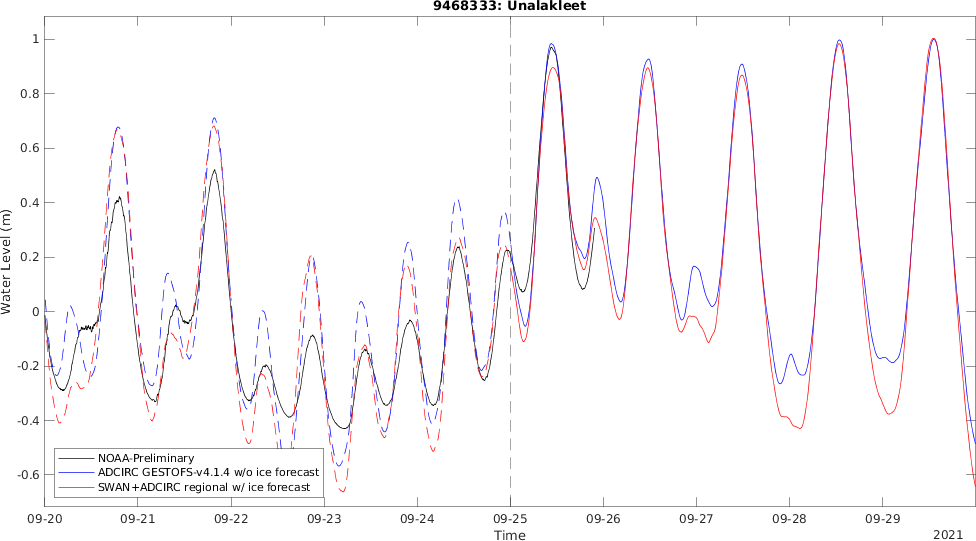 9468333: Unalakleet
Water Level (m)
1
0.8
0.6
0.4
0.2
0
-0.2
-0.4
-0.6
NOAA-Preliminary
ADCIRC GESTOFS-v4.1.4 w/o ice forecast
SWAN+ADCIRC regional w/ ice forecast
09-20 09-21 09-22 09-23 09-24 09-25 09-26 09-27 09-28 09-29
Time
2021